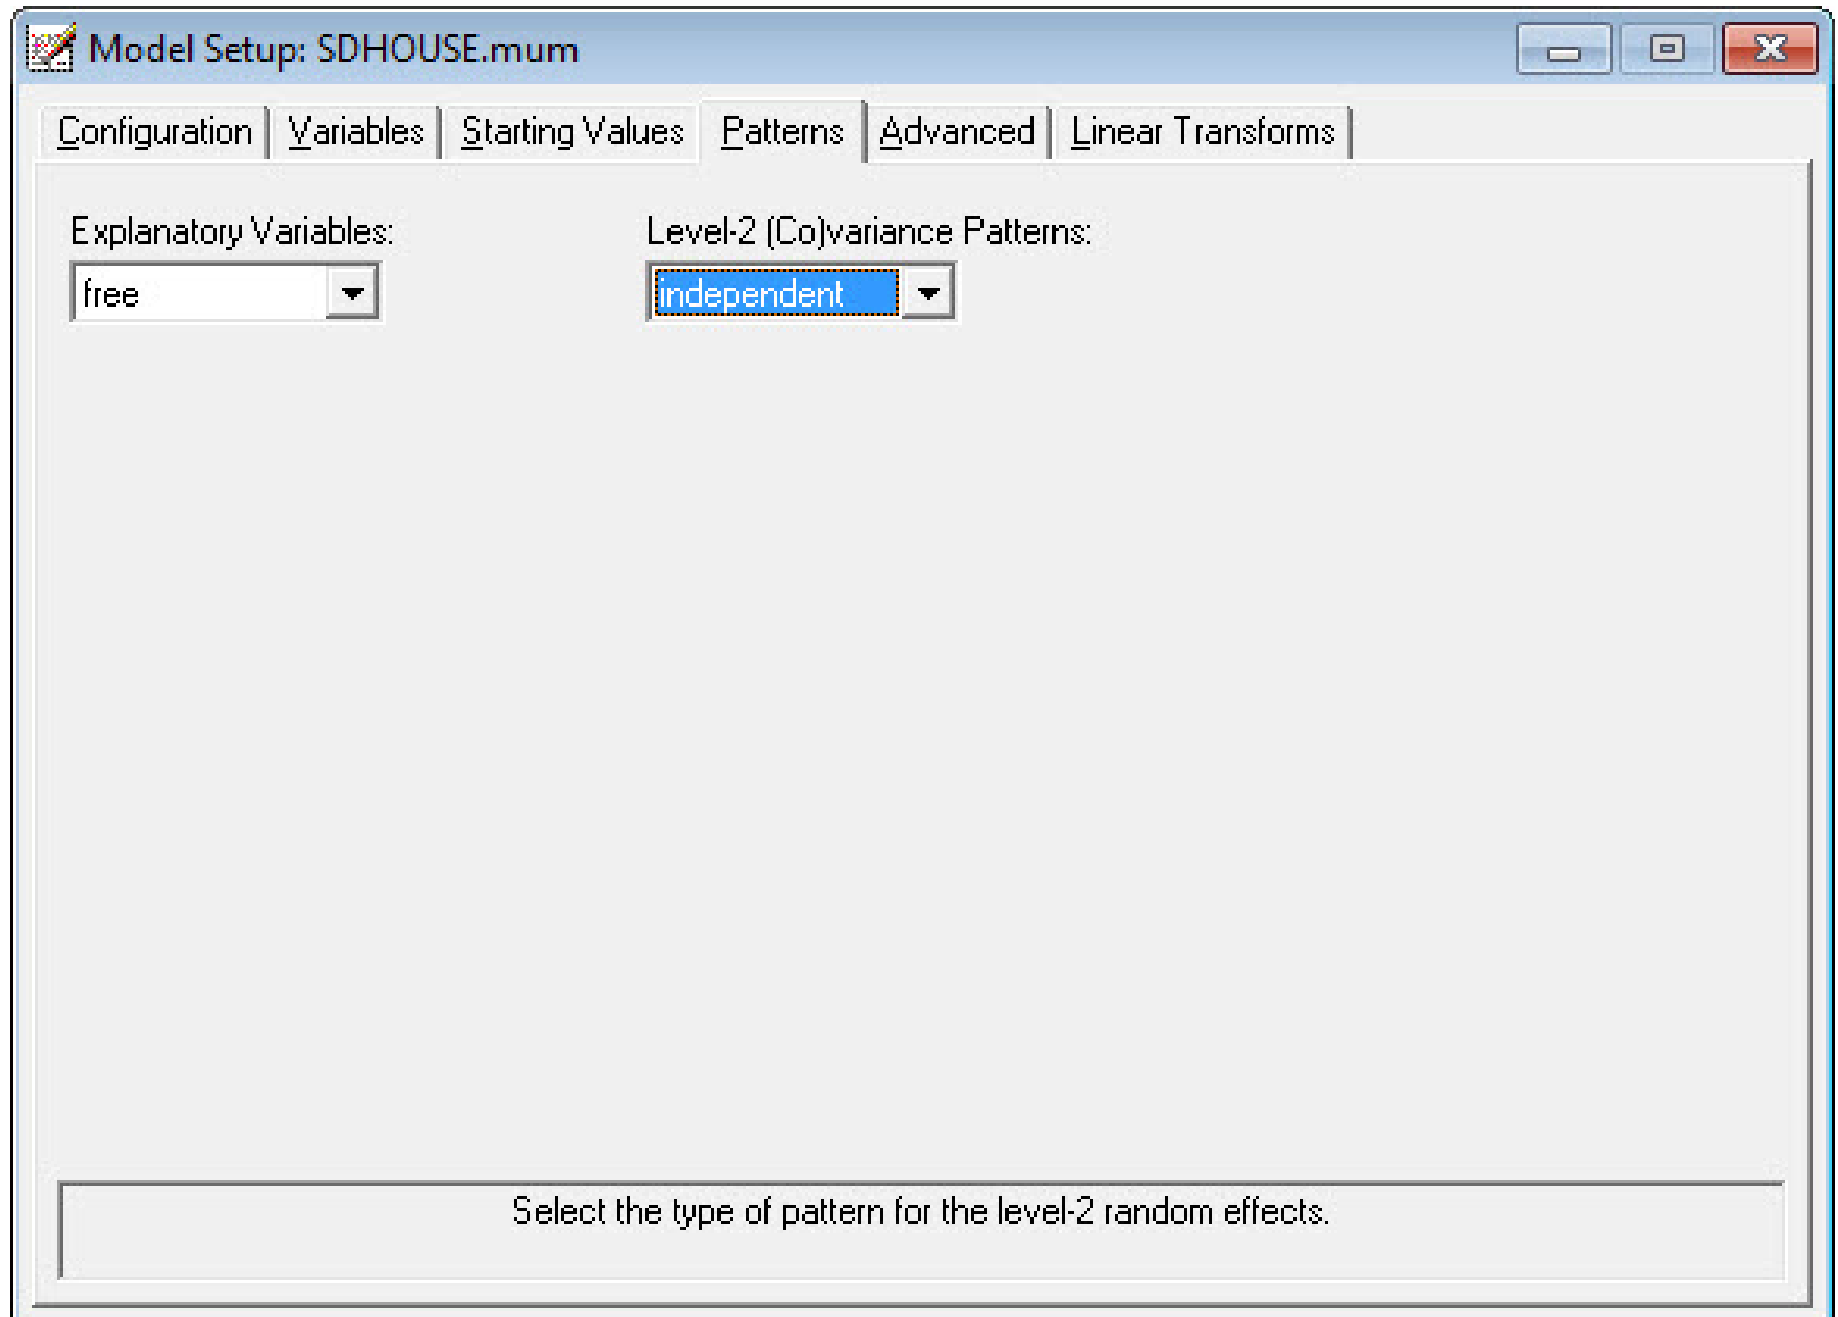 Model Setup: SDHOUSE.mum
Configuration Variables Starting Values Patterns Advanced Linear Transforms
Explanatory Variables: Level-2 (Co)variance Patterns:
free independent
Select the type of pattern for the level-2 random effects.